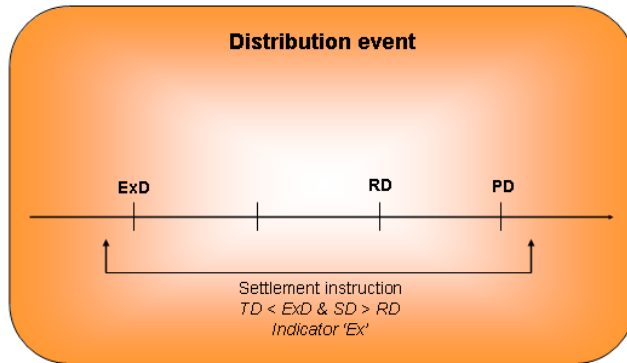 Distribution event
ExD RD PD
Settlement instruction
TD < ExD & SD > RD
Indicator 'Ex'